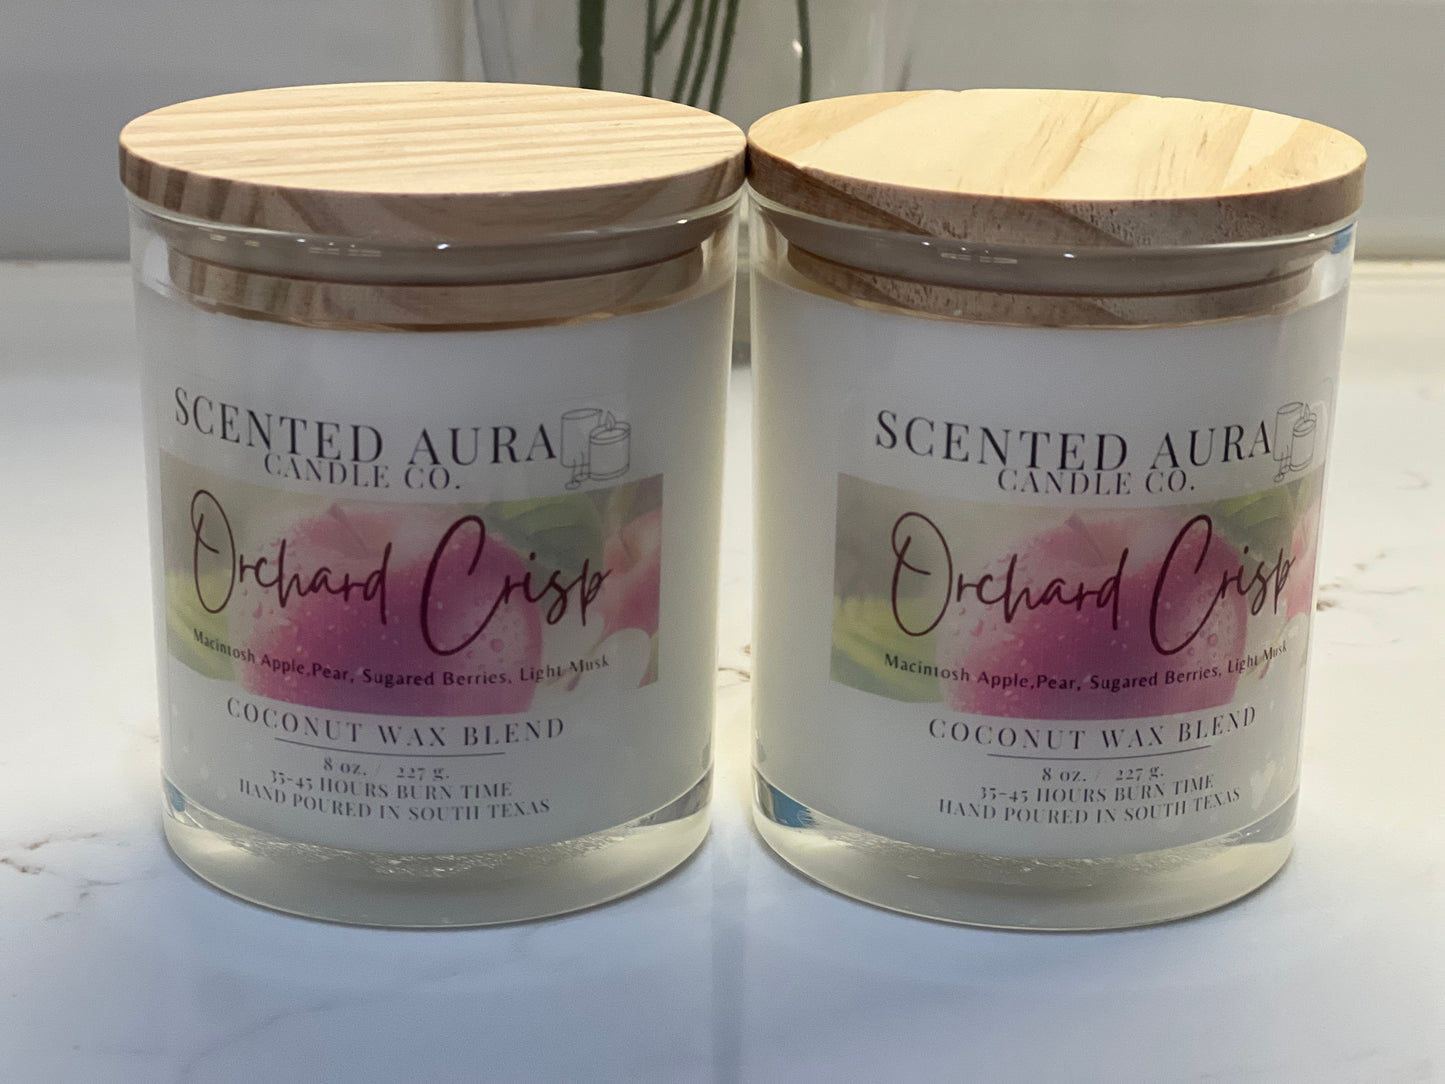 SCENTED AURA
CANDLE CO.
Orchard Crisp
Macintosh Apple,Pear, Sugared Berries, Light Musk
COCONUT WAX BLEND
8 oz. / 227 g.
35-45 HOURS BURN TIME
HAND POURED IN SOUTH TEXAS
SCENTED AURA
CANDLE CO.
Orchard Crisp
Macintosh Apple,Pear, Sugared Berries, Light Musk
COCONUT WAX BLEND
8 oz. / 227 g.
35-45 HOURS BURN TIME
HAND POURED IN SOUTH TEXAS